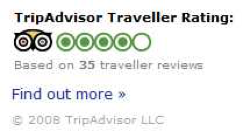 TripAdvisor Traveller Rating:
Based on 35 traveller reviews
Find out more »
© 2008 TripAdvisor LLC